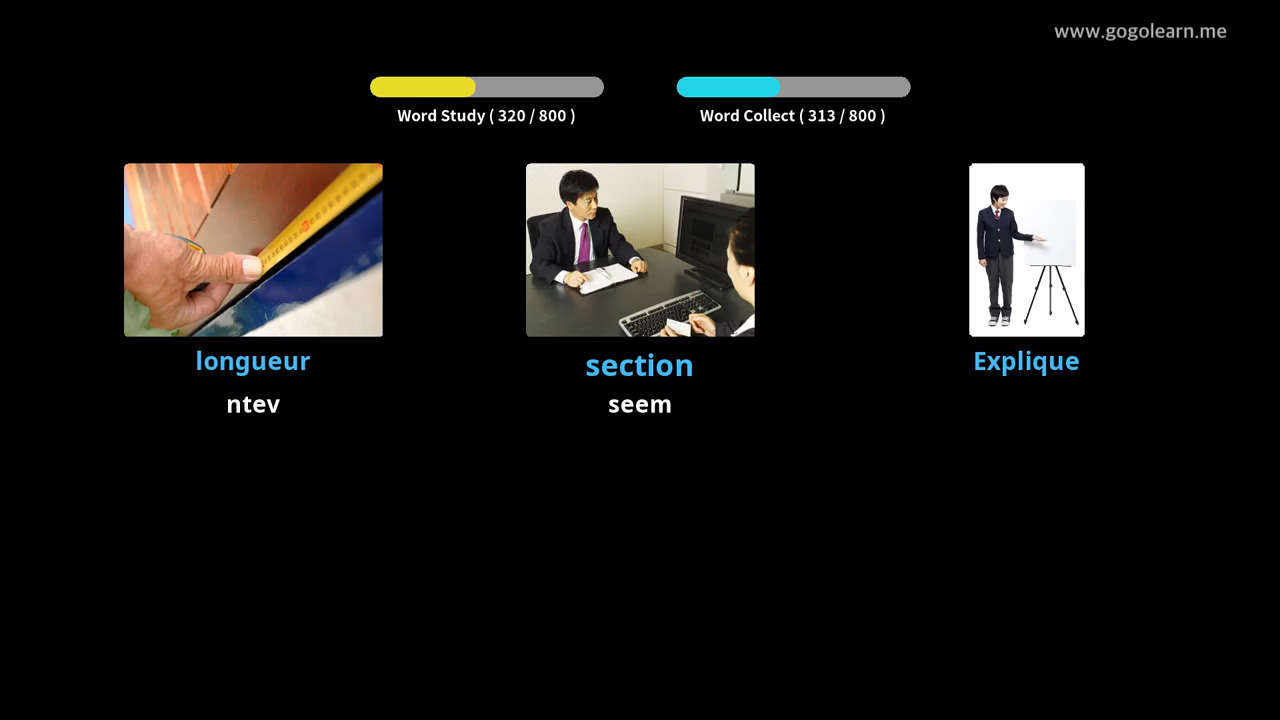 www.gogolearn.me
Word Study ( 320 / 800 )
Word Collect ( 313 / 800 )
longueur
section
Explique
ntev
seem